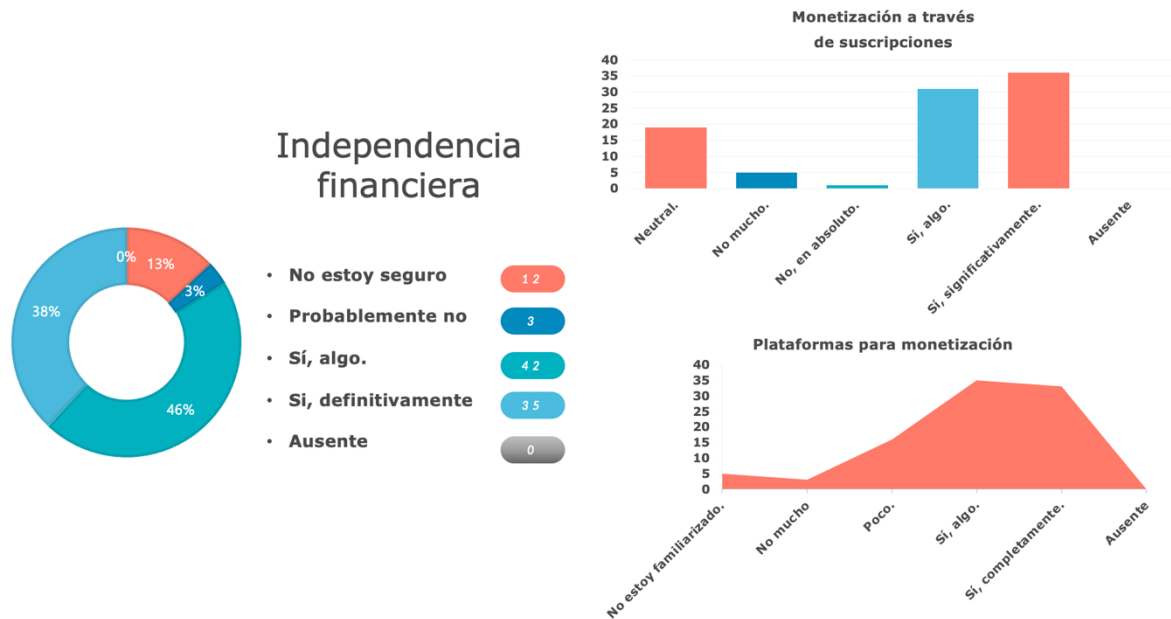 Independencia
financiera
0%
13%
3%
38%
46%
• No estoy seguro 12
• Probablemente no 3
• Sí, algo. 42
• Si, definitivamente 35
• Ausente 0
Monetización a través
de suscripciones
40
35
30
25
20
15
10
5
0
Neutral.
No mucho.
No, en absoluto.
Sí, algo.
Sí, significativamente.
Ausente
Plataformas para monetización
40
35
30
25
20
15
10
5
0
No estoy familiarizado.
No mucho
Poco.
Sí, algo.
Sí, completamente.
Ausente